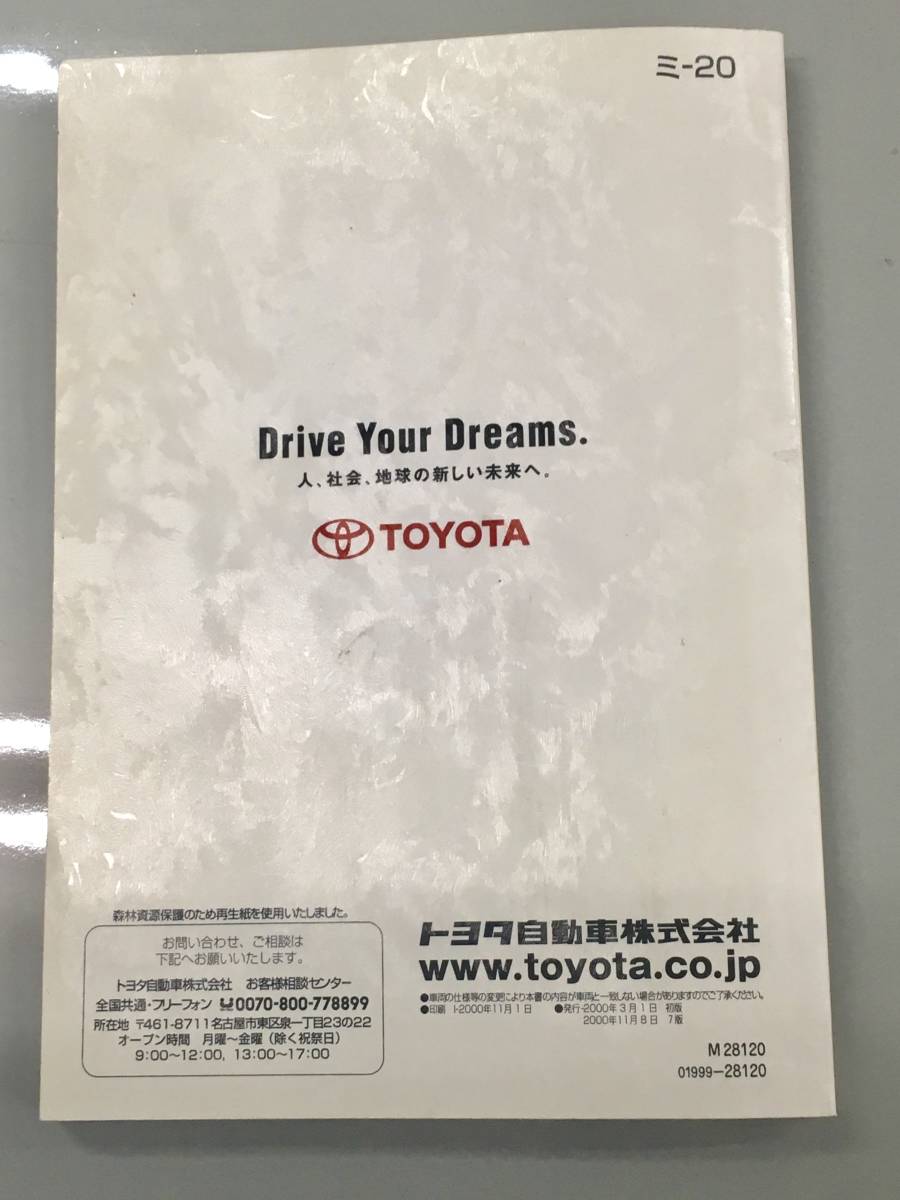 ミ-20
Drive Your Dreams.
人、社会、地球の新しい未来へ。
TOYOTA
森林資源保護のため再生紙を使用いたしました。
お問い合わせ、ご相談は
下記へお願いいたします。
トヨタ自動車株式会社 お客様相談センター
全国共通・フリーフォン 0070-800-778899
所在地 〒461-8711名古屋市東区泉一丁目23の22
オープン時間 月曜〜金曜（除く祝祭日）
9:00〜12:00, 13:00〜17:00
トヨタ自動車株式会社
www.toyota.co.jp
●車両の仕様等の変更により本書の内容が車両と一致しない場合がありますのでご了承ください。
●印刷 I-2000年11月1日 ●発行-2000年3月1日 初版
2000年11月8日 7版
M 28120
01999-28120